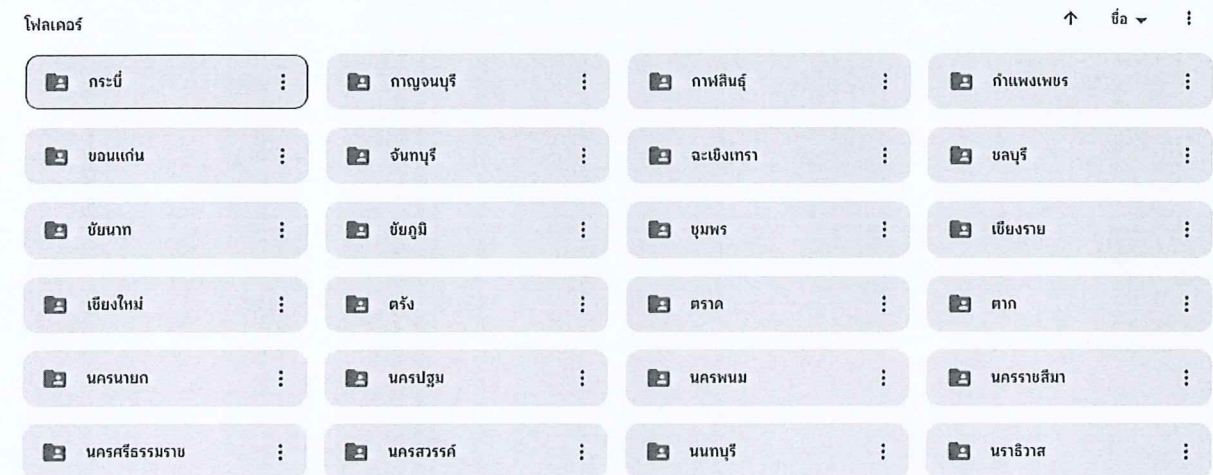 โฟลเดอร์ ชื่อ
กระบี่ กาญจนบุรี กาฬสินธุ์ กำแพงเพชร
ขอนแก่น จันทบุรี ฉะเชิงเทรา ชลบุรี
ชัยนาท ชัยภูมิ ชุมพร เชียงราย
เชียงใหม่ ตรัง ตราด ตาก
นครนายก นครปฐม นครพนม นครราชสีมา
นครศรีธรรมราช นครสวรรค์ นนทบุรี นราธิวาส